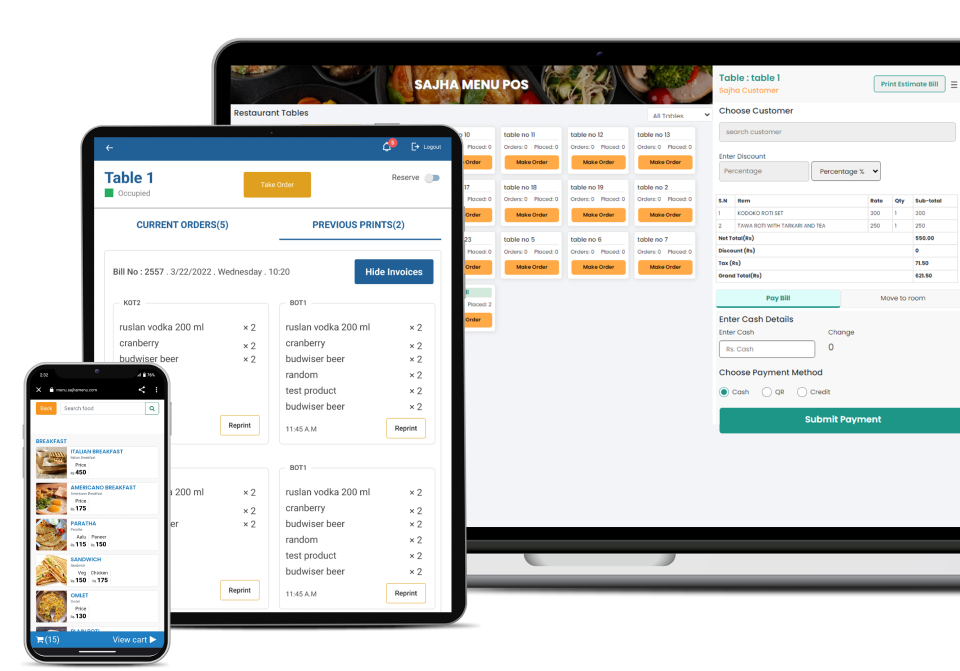 SAJHA MENU POS
Restaurant Tables
All Tables
10
Placed: 0
Order
table no 11
Orders: 0 Placed: 0
Make Order
table no 12
Orders: 0 Placed: 0
Make Order
table no 13
Orders: 0 Placed: 0
Make Order
17
Placed: 0
Order
table no 18
Orders: 0 Placed: 0
Make Order
table no 19
Orders: 0 Placed: 0
Make Order
table no 2
Orders: 0 Placed: 0
Make Order
23
Placed: 0
Order
table no 5
Orders: 0 Placed: 0
Make Order
table no 6
Orders: 0 Placed: 0
Make Order
table no 7
Orders: 0 Placed: 0
Make Order
Placed: 2
Order
Table : table 1
Sajha Customer
Print Estimate Bill
Choose Customer
search customer
Enter Discount
Percentage
Percentage %
S.N Item Rate Qty Sub-total
1 KODOKO ROTI SET 300 1 300
2 TAWA ROTI WITH TARKARI AND TEA 250 1 250
Net Total(Rs) 550.00
Discount (Rs) 0
Tax (Rs) 71.50
Grand Total(Rs) 621.50
Pay Bill
Move to room
Enter Cash Details
Enter Cash Change
Rs. Cash 0
Choose Payment Method
Cash QR Credit
Submit Payment
5
Logout
Table 1
Occupied
Take Order
Reserve
CURRENT ORDERS(5)
PREVIOUS PRINTS(2)
Bill No : 2557 . 3/22/2022 . Wednesday . 10:20
Hide Invoices
KOT2
ruslan vodka 200 ml × 2
cranberry × 2
budwiser beer × 2
Reprint
BOT1
ruslan vodka 200 ml × 2
cranberry × 2
budwiser beer × 2
random × 2
test product × 2
budwiser beer × 2
11:45 A.M
Reprint
a 200 ml × 2
× 2
er × 2
Reprint
BOT1
ruslan vodka 200 ml × 2
cranberry × 2
budwiser beer × 2
random × 2
test product × 2
budwiser beer × 2
11:45 A.M
Reprint
2:32
76%
menu.sajhamenu.com
Back
Search food
BREAKFAST
ITALIAN BREAKFAST
Italian Breakfast
Price
Rs 450
AMERICANO BREAKFAST
Americano Breakfast
Price
Rs 175
PARATHA
Paratha
Aalu Paneer
Rs 115 Rs 150
SANDWICH
Sandwich
Veg Chicken
Rs 150 Rs 175
OMLET
Omlet
Price
Rs 130
PLAIN ROTI
(15)
View cart